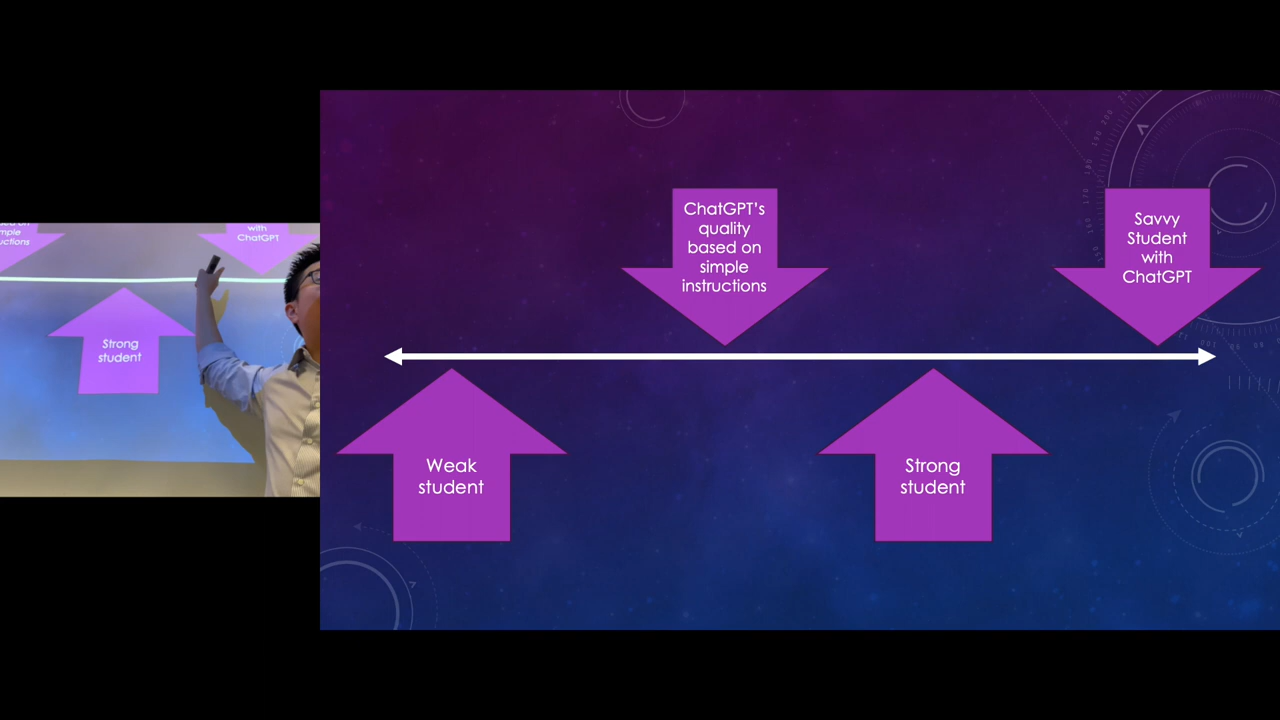 with
ChatGPT
Strong
student
ChatGPT's
quality
based on
simple
instructions
Savvy
Student
with
ChatGPT
Weak
student
Strong
student